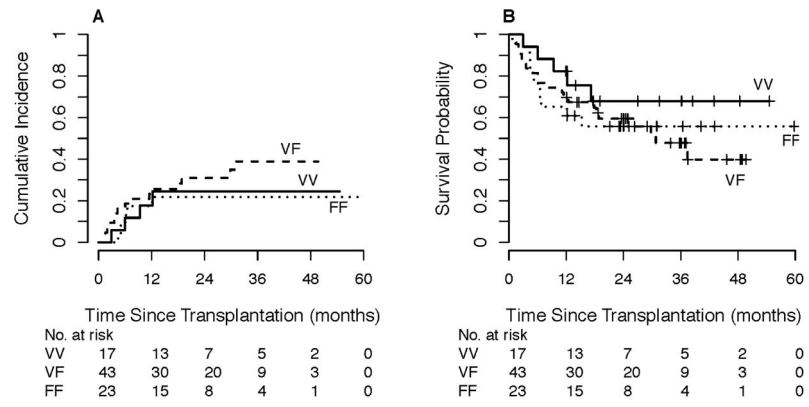 A
Cumulative Incidence
1
0.8
0.6
0.4
0.2
0
VF
VV
FF
0 12 24 36 48 60
Time Since Transplantation (months)
No. at risk
VV 17 13 7 5 2 0
VF 43 30 20 9 3 0
FF 23 15 8 4 1 0
B
Survival Probability
1
0.8
0.6
0.4
0.2
0
VV
FF
VF
0 12 24 36 48 60
Time Since Transplantation (months)
No. at risk
VV 17 13 7 5 2 0
VF 43 30 20 9 3 0
FF 23 15 8 4 1 0